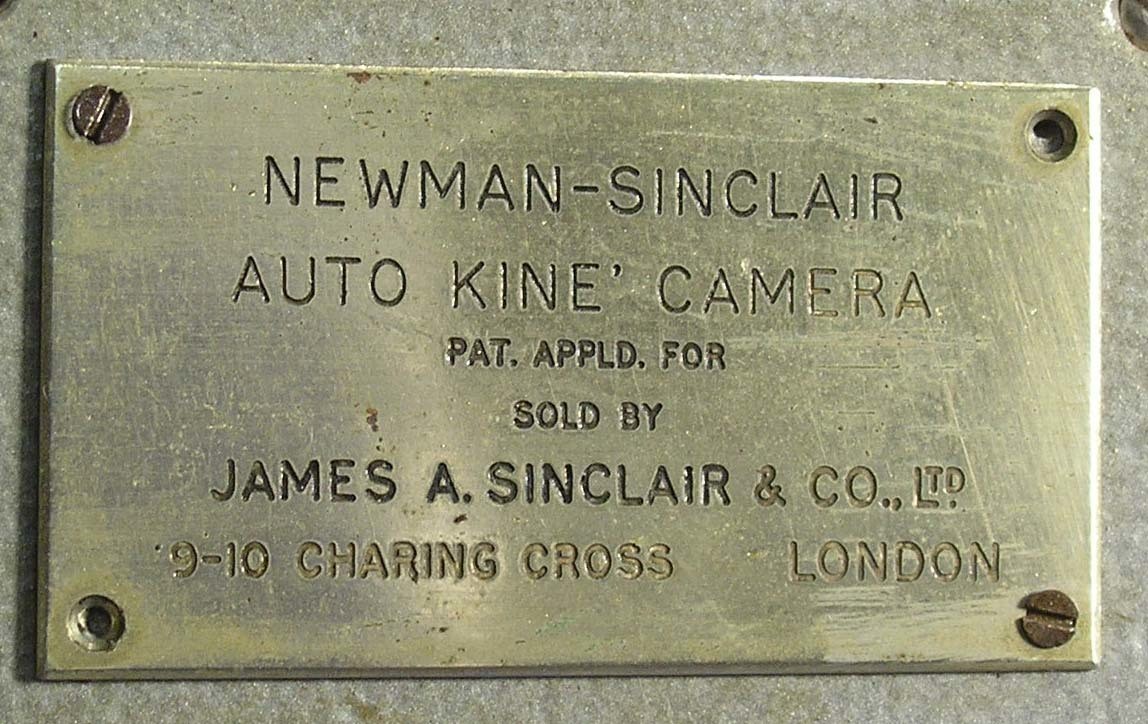 NEWMAN-SINCLAIR
AUTO KINE' CAMERA
PAT. APPLD. FOR
SOLD BY
JAMES A. SINCLAIR & CO., LTD.
9-10 CHARING CROSS LONDON